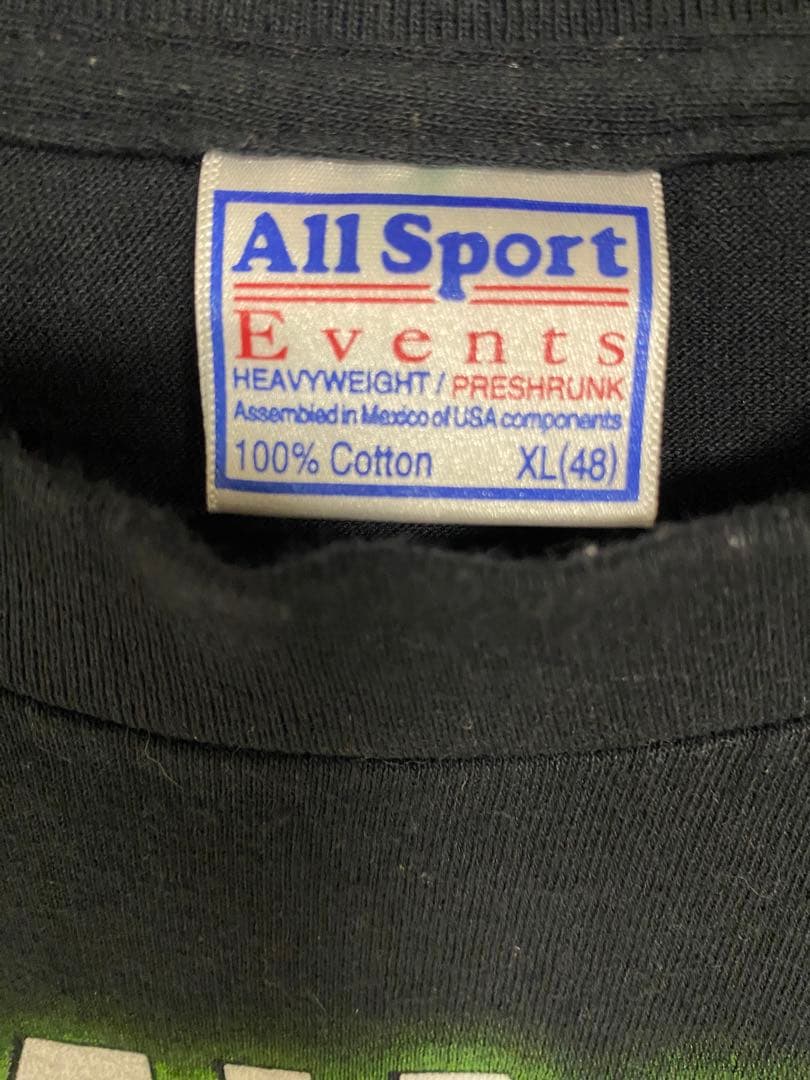 All Sport
Events
HEAVYWEIGHT / PRESHRUNK
Assembled in Mexico of USA components
100% Cotton XL(48)